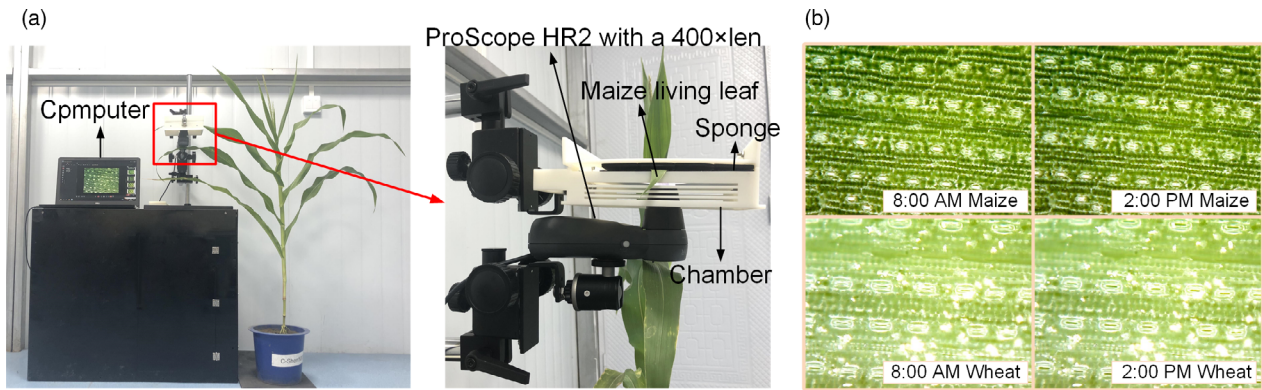 (a)
(b)
ProScope HR2 with a 400×len
Cpmputer
Maize living leaf
Sponge
Chamber
8:00 AM Maize
2:00 PM Maize
8:00 AM Wheat
2:00 PM Wheat